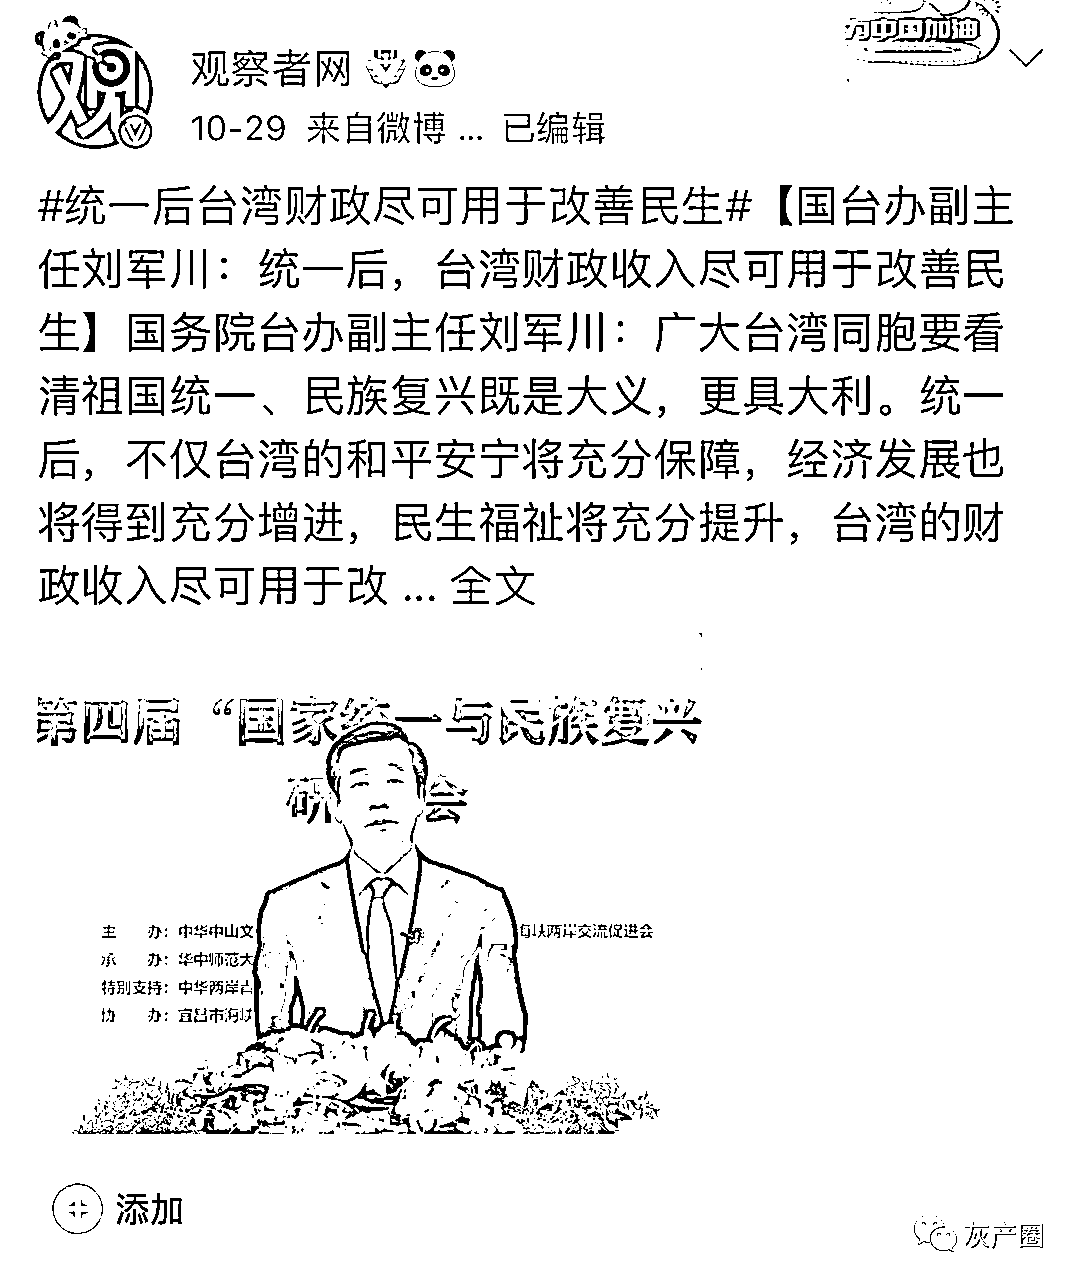 为中国加油
观察者网
10-29 来自微博 ... 已编辑
#统一后台湾财政尽可用于改善民生#【国台办副主
任刘军川：统一后，台湾财政收入尽可用于改善民
生】国务院台办副主任刘军川：广大台湾同胞要看
清祖国统一、民族复兴既是大义，更具大利。统一
后，不仅台湾的和平安宁将充分保障，经济发展也
将得到充分增进，民生福祉将充分提升，台湾的财
政收入尽可用于改 ... 全文
第四届 “国家统一与民族复兴
研 会
主 办：中华中山文 两岸交流促进会
承 办：华中师范大
特别支持：中华两岸
协 办：宜昌市海
添加
灰产圈